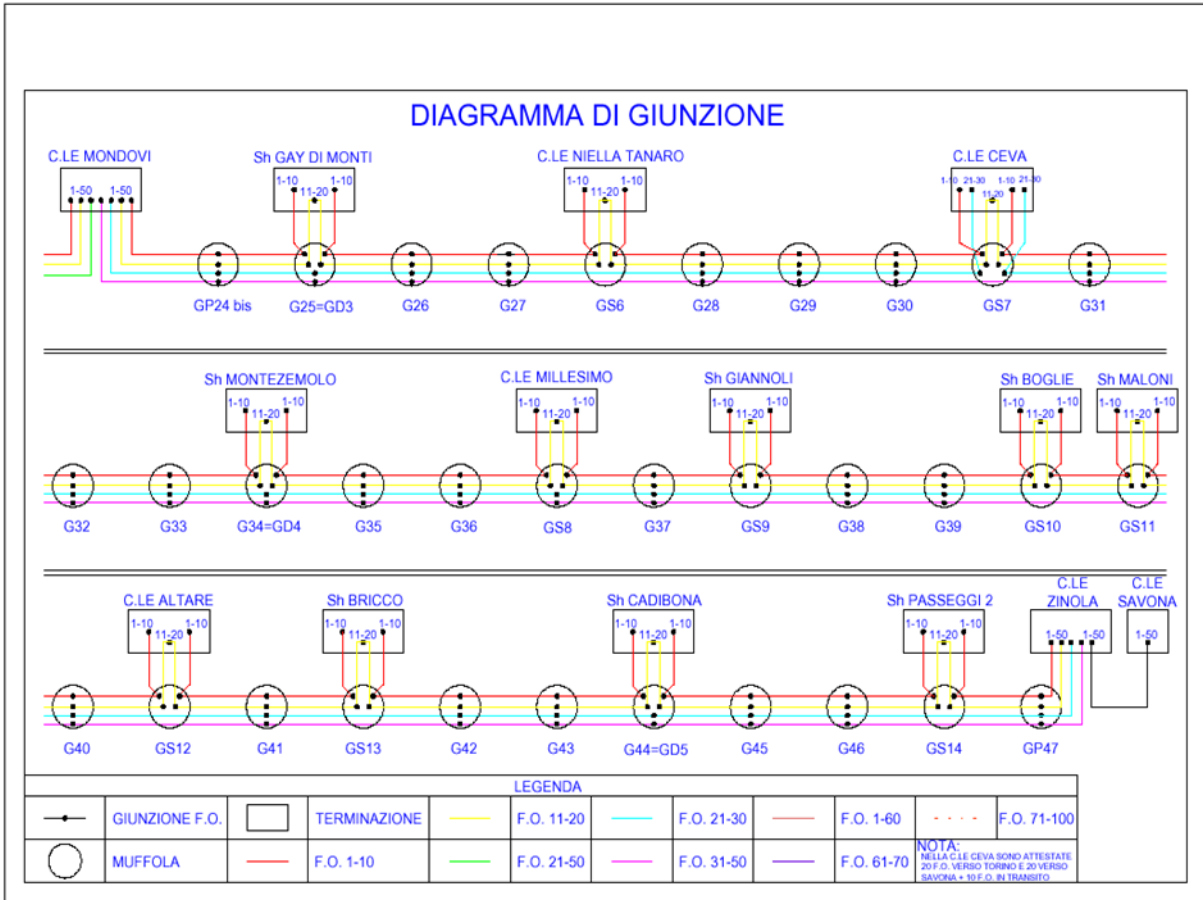 DIAGRAMMA DI GIUNZIONE
C.LE MONDOVI
1-50
1-50
Sh GAY DI MONTI
1-10
11-20
1-10
C.LE NIELLA TANARO
1-10
11-20
1-10
C.LE CEVA
1-10
21-30
11-20
1-10
21-30
GP24 bis
G25=GD3
G26
G27
GS6
G28
G29
G30
GS7
G31
Sh MONTEZEMOLO
1-10
11-20
1-10
C.LE MILLESIMO
1-10
11-20
1-10
Sh GIANNOLI
1-10
11-20
1-10
Sh BOGLIE
1-10
11-20
1-10
Sh MALONI
1-10
11-20
1-10
G32
G33
G34=GD4
G35
G36
GS8
G37
GS9
G38
G39
GS10
GS11
C.LE ALTARE
1-10
11-20
1-10
Sh BRICCO
1-10
11-20
1-10
Sh CADIBONA
1-10
11-20
1-10
Sh PASSEGGI 2
1-10
11-20
1-10
C.LE
ZINOLA
1-50
1-50
C.LE
SAVONA
1-50
G40
GS12
G41
GS13
G42
G43
G44=GD5
G45
G46
GS14
GP47
LEGENDA
GIUNZIONE F.O.
TERMINAZIONE
F.O. 11-20
F.O. 21-30
F.O. 1-60
F.O. 71-100
MUFFOLA
F.O. 1-10
F.O. 21-50
F.O. 31-50
F.O. 61-70
NOTA:
NELLA C.LE CEVA SONO ATTESTATE
20 F.O. VERSO TORINO E 20 VERSO
SAVONA + 10 F.O. IN TRANSITO